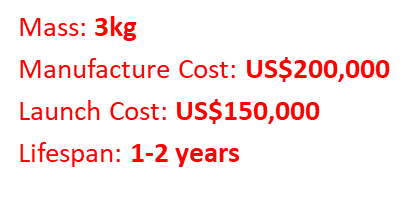 Mass: 3kg
Manufacture Cost: US$200,000
Launch Cost: US$150,000
Lifespan: 1-2 years